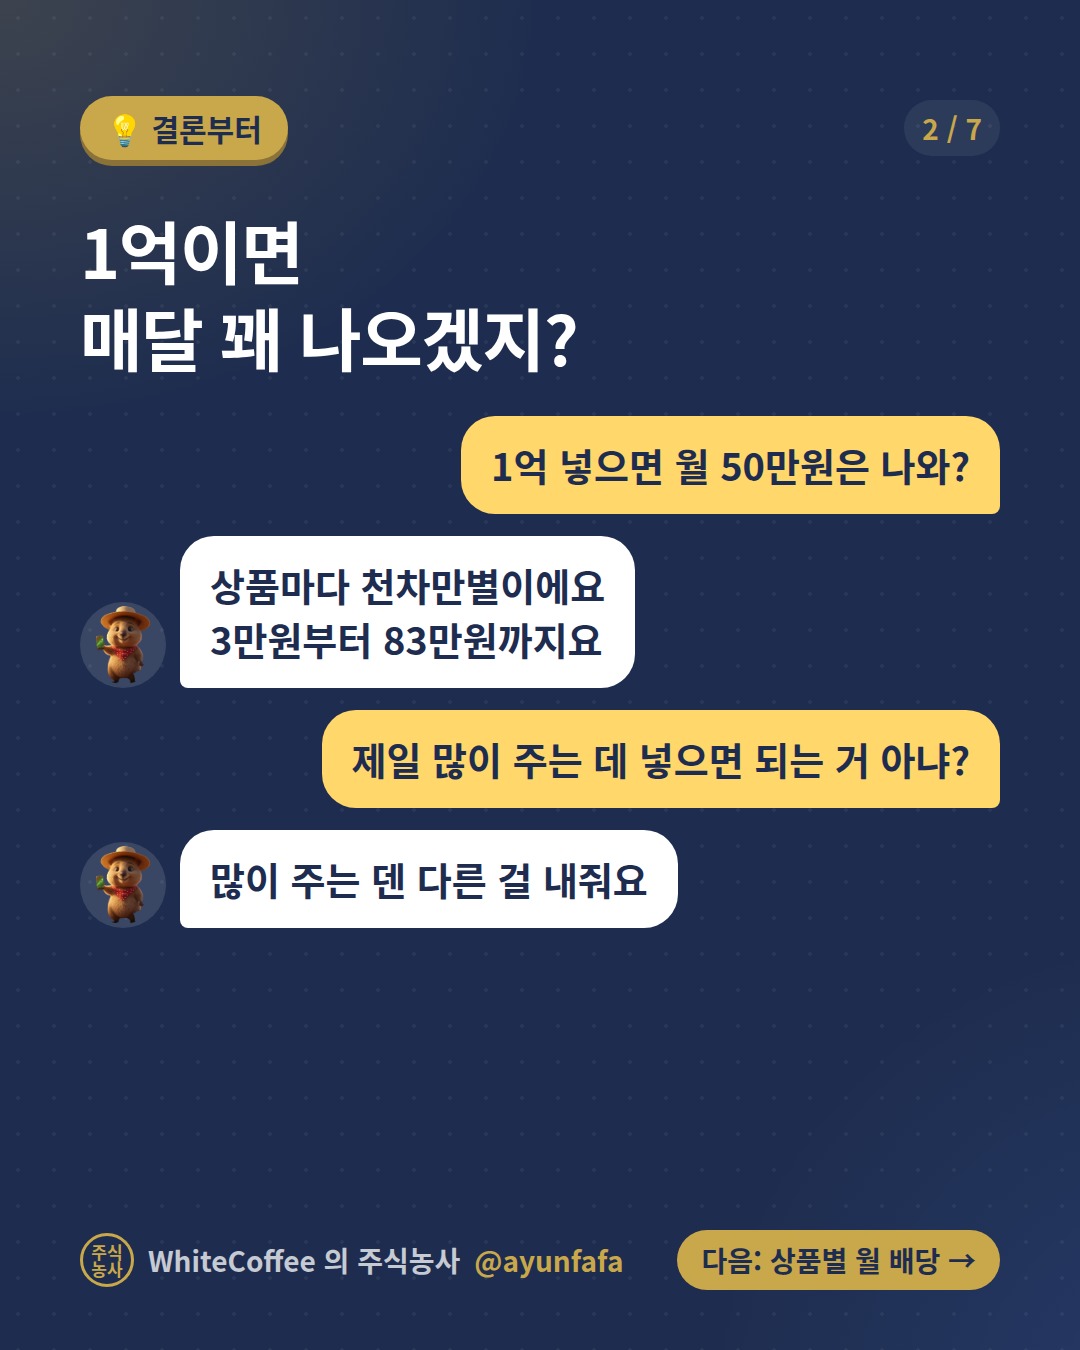 💡 결론부터
2 / 7
1억이면
매달 꽤 나오겠지?
1억 넣으면 월 50만원은 나와?
상품마다 천차만별이에요
3만원부터 83만원까지요
제일 많이 주는 데 넣으면 되는 거 아냐?
많이 주는 덴 다른 걸 내줘요
주식
농사
WhiteCoffee 의 주식농사 @ayunfafa
다음: 상품별 월 배당 →